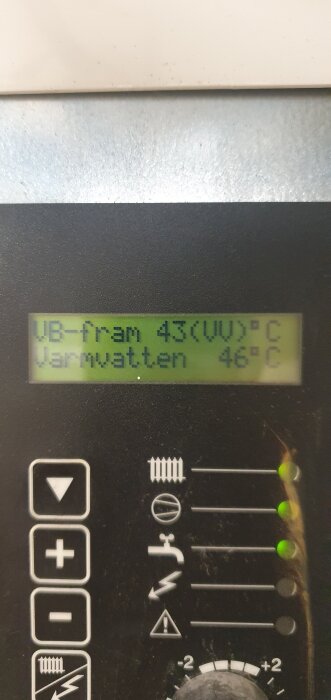 VB-fram 43(VV)°C
Varmvatten 46°C
+
-
-2 +2